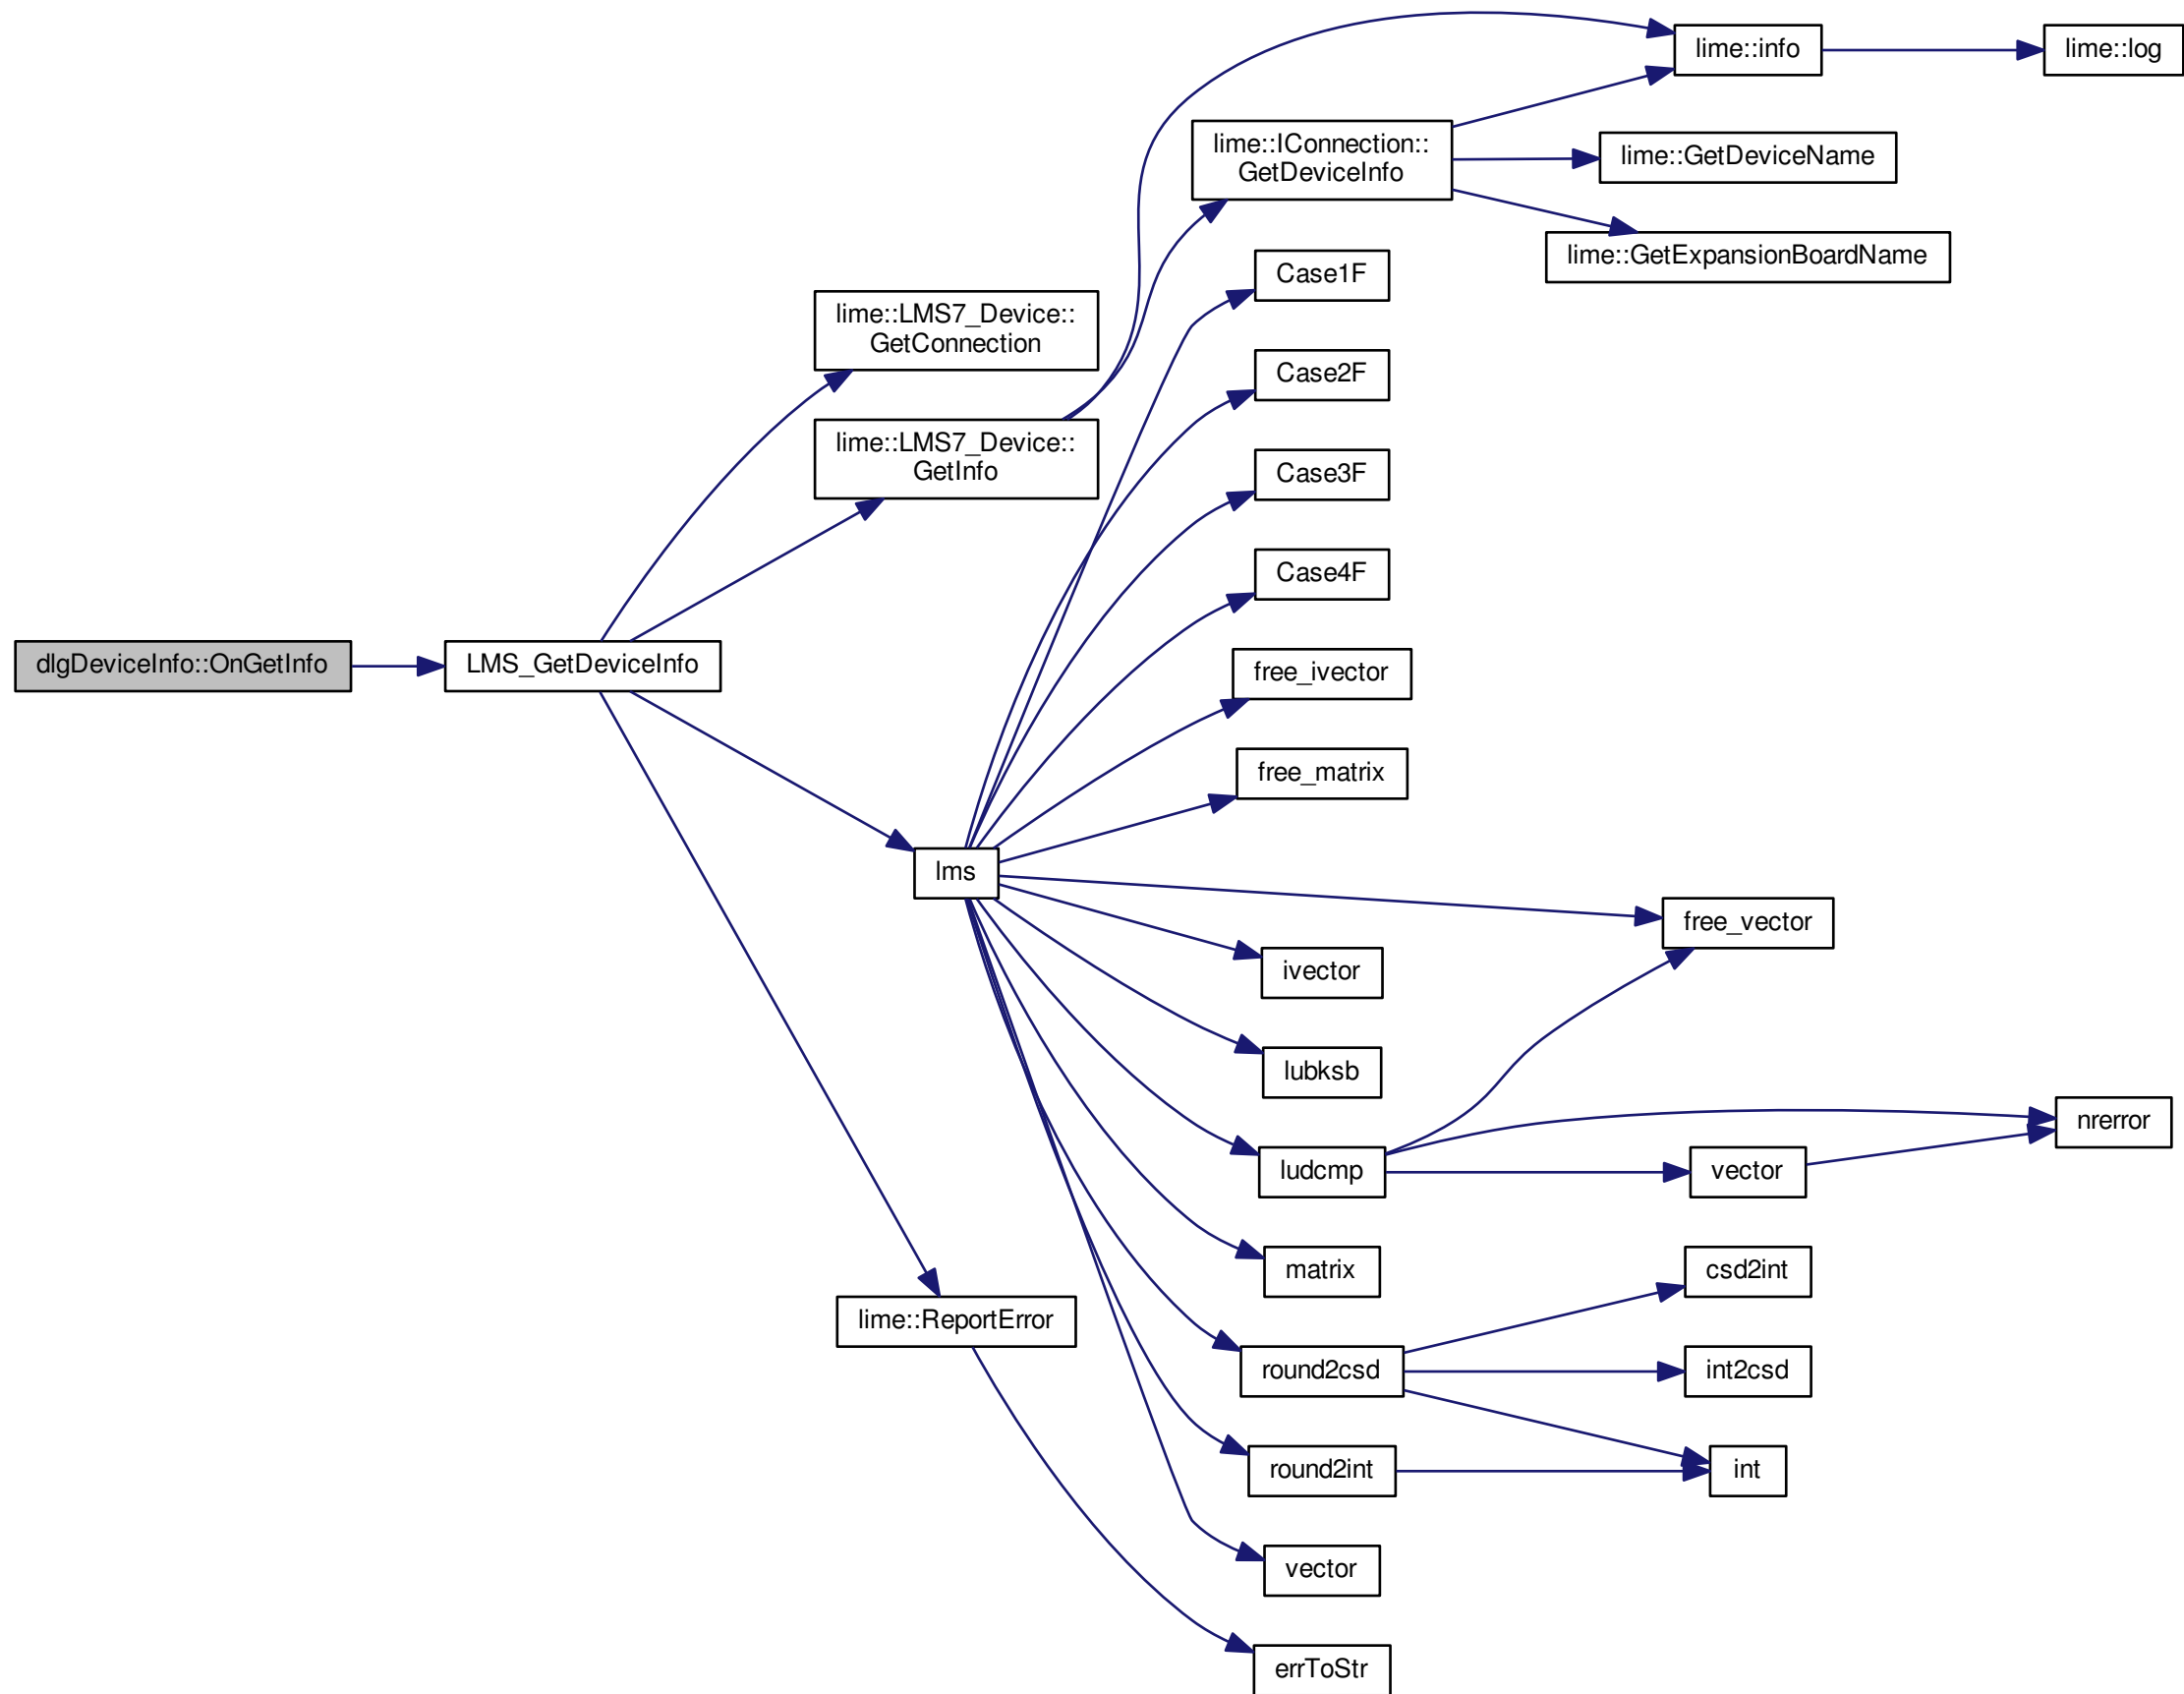 lime::info
lime::log
lime::IConnection::
GetDeviceInfo
lime::GetDeviceName
lime::GetExpansionBoardName
Case1F
lime::LMS7_Device::
GetConnection
Case2F
lime::LMS7_Device::
GetInfo
Case3F
Case4F
dlgDeviceInfo::OnGetInfo
LMS_GetDeviceInfo
free_ivector
free_matrix
lms
free_vector
ivector
lubksb
nrerror
ludcmp
vector
matrix
csd2int
lime::ReportError
round2csd
int2csd
round2int
int
vector
errToStr